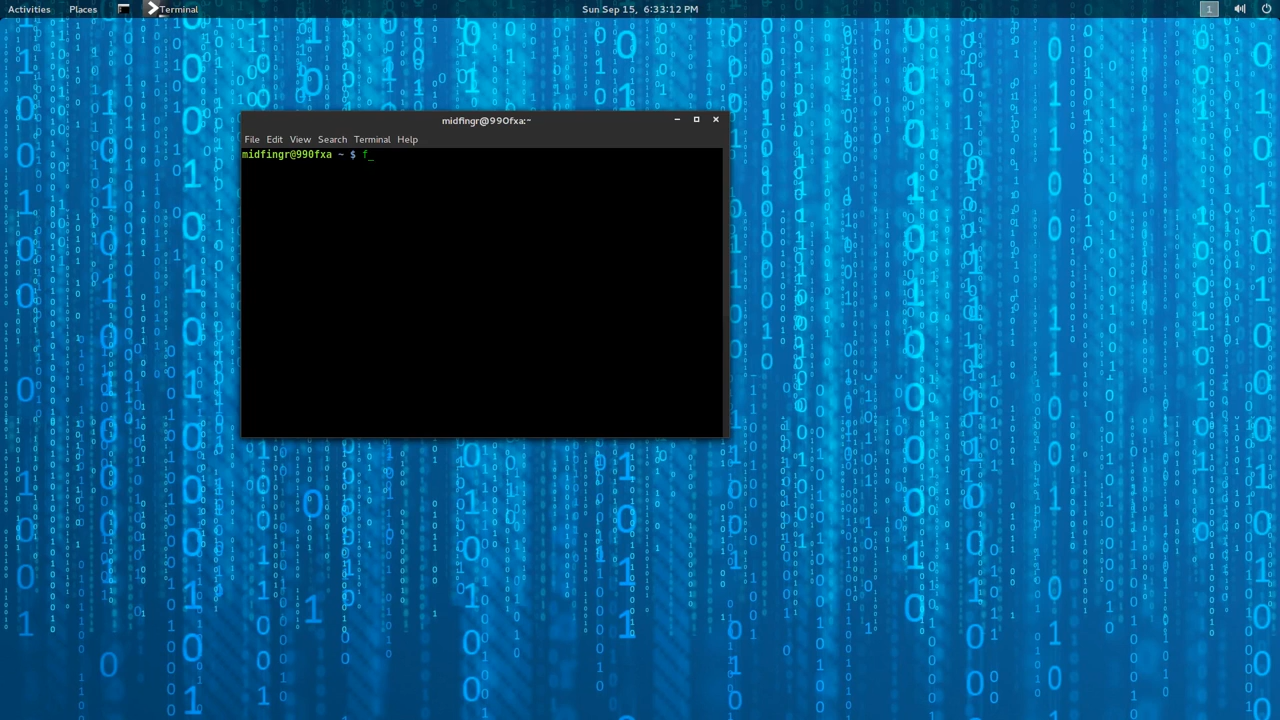 Activities Places Terminal Sun Sep 15, 6:33:12 PM 1
midfingr@990fxa:~
File Edit View Search Terminal Help
midfingr@990fxa ~ $ f_